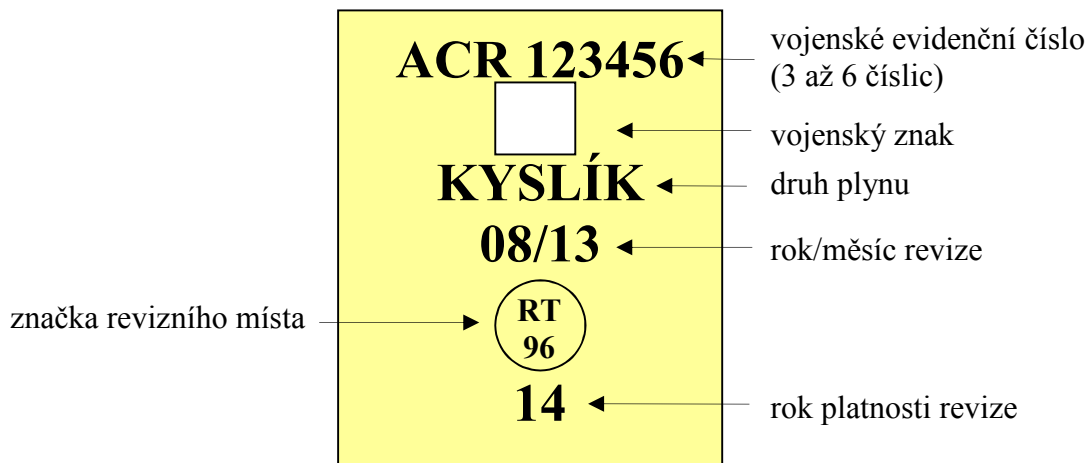 ACR 123456
vojenské evidenční číslo
(3 až 6 číslic)
vojenský znak
KYSLÍK
druh plynu
08/13
rok/měsíc revize
značka revizního místa
RT
96
14
rok platnosti revize